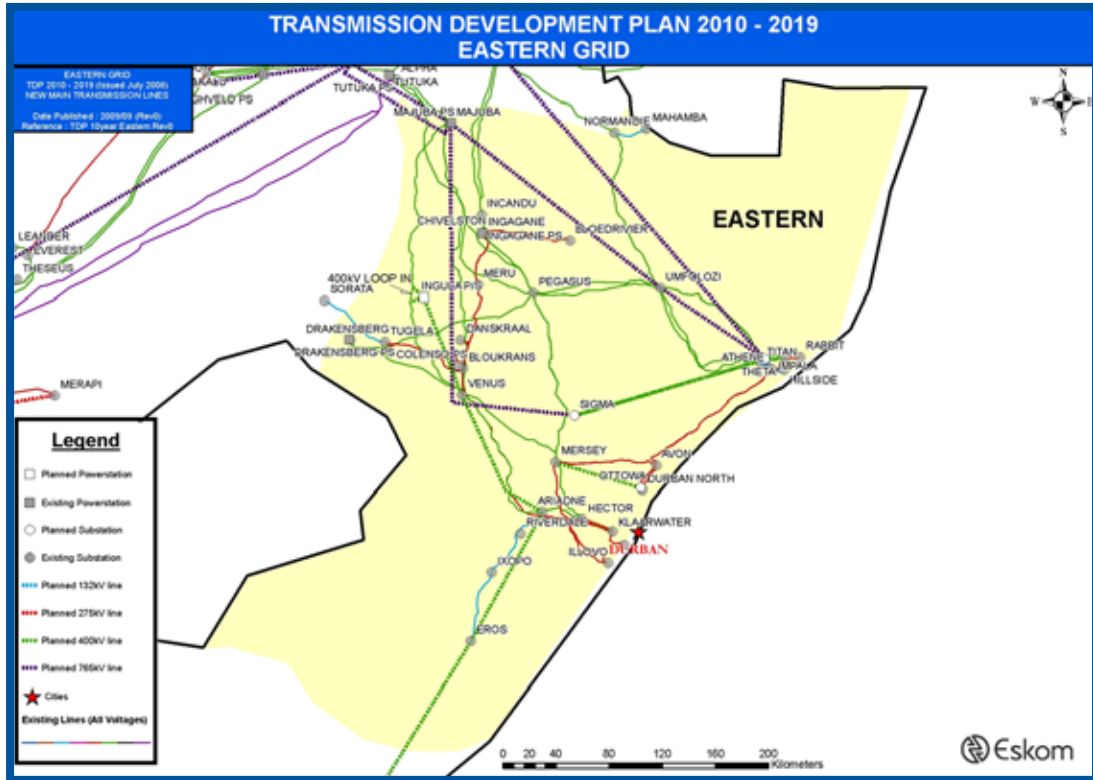 TRANSMISSION DEVELOPMENT PLAN 2010 - 2019
EASTERN GRID
EASTERN GRID
TDP 2010 - 2019 (Issued July 2008)
NEW MAIN TRANSMISSION LINES
Date Published : 2009/09 (Rev0)
Reference : TDP 10year Eastern Rev0
ALPHA
TUTUKA
TUTUKA PS
MAJUBA PS MAJUBA
NORMANDIE
MAHAMBA
N
W
S
INCANDU
CHIVELSTON
INGAGANE
INGAGANE PS
BLOEDRIVIER
EASTERN
LEANDER
EVEREST
THESEUS
400kV LOOP IN
SORATA
INGULA P/S
MERU
PEGASUS
UMFOLOZI
DRAKENSBERG
TUGELA
DANSKRAAL
DRAKENSBERG PS
COLENSO PS
BLOUKRANS
ATHENE
TITAN
RABBIT
THETA
IMPALA
HILLSIDE
MERAPI
VENUS
SIGMA
MERSEY
AVON
OTTOWA
DURBAN NORTH
ARIADNE
HECTOR
RIVERDALE
KLAARWATER
ILLOVO
DURBAN
IXOPO
EROS
Legend
Planned Powerstation
Existing Powerstation
Planned Substation
Existing Substation
Planned 132kV line
Planned 275kV line
Planned 400kV line
Planned 765kV line
Cities
Existing Lines (All Voltages)
0 20 40 80 120 160 200
Kilometers
Eskom